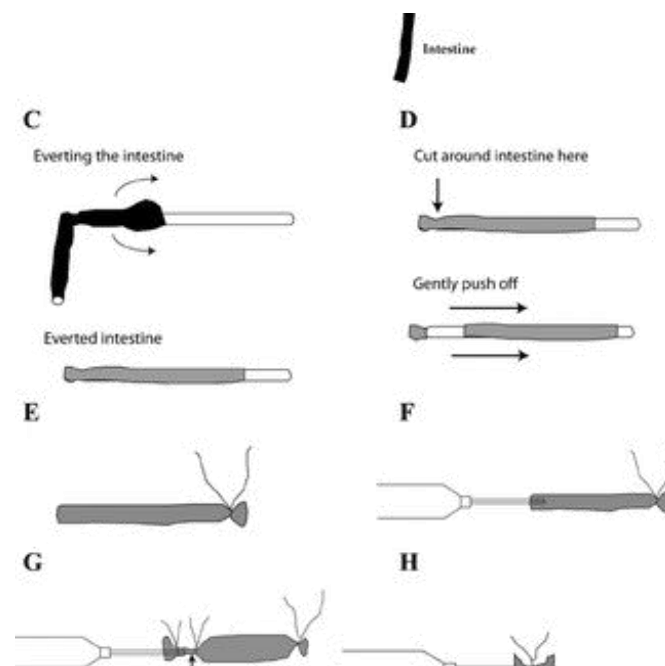 Intestine
C
D
Everting the intestine
Cut around intestine here
Gently push off
Everted intestine
E
F
G
H